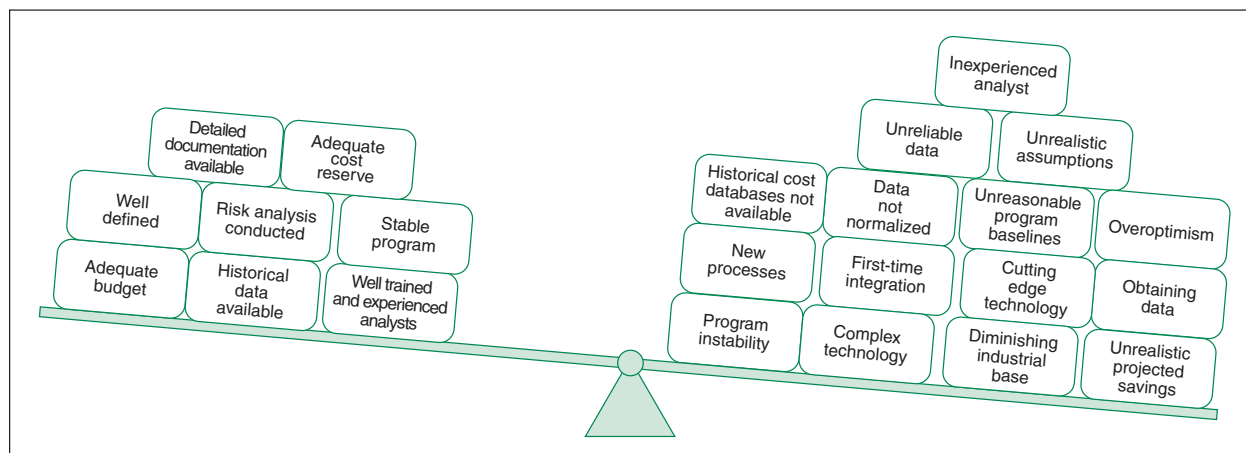 Detailed
documentation
available
Adequate
cost
reserve
Well
defined
Risk analysis
conducted
Stable
program
Adequate
budget
Historical
data
available
Well trained
and experienced
analysts
Inexperienced
analyst
Unreliable
data
Unrealistic
assumptions
Historical cost
databases not
available
Data
not
normalized
Unreasonable
program
baselines
Overoptimism
New
processes
First-time
integration
Cutting
edge
technology
Obtaining
data
Program
instability
Complex
technology
Diminishing
industrial
base
Unrealistic
projected
savings